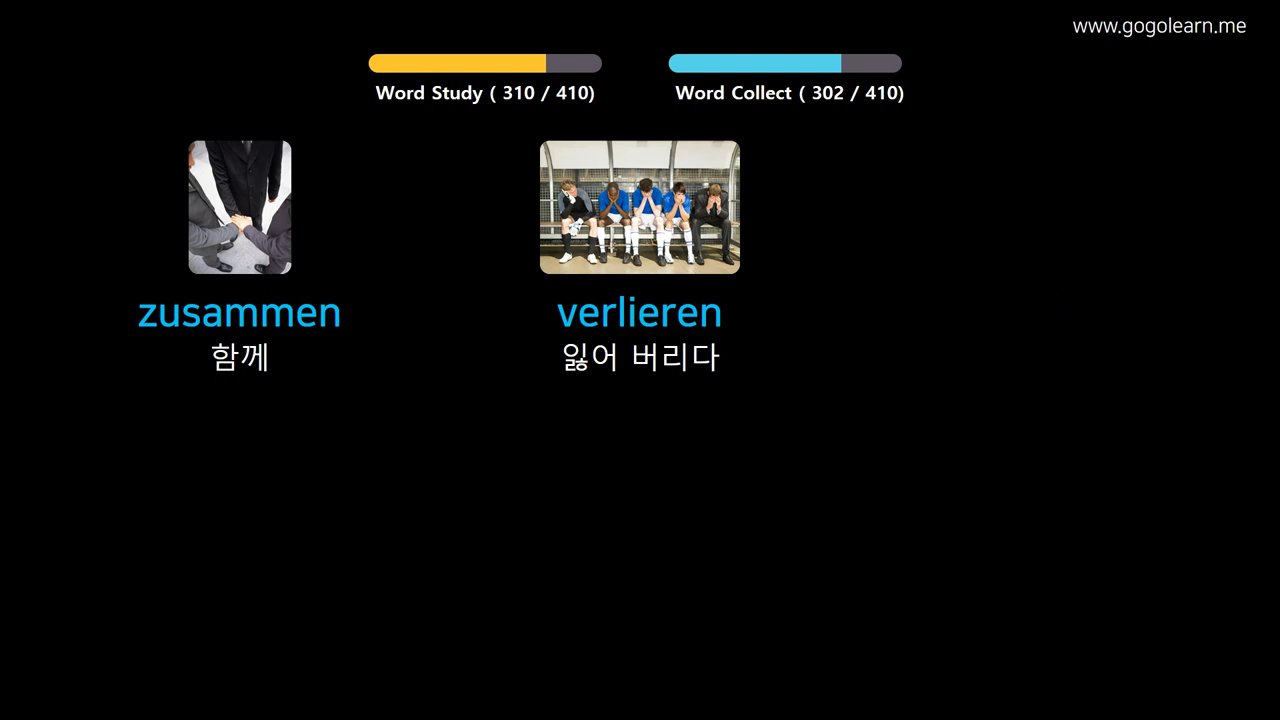 www.gogolearn.me
Word Study ( 310 / 410)
Word Collect ( 302 / 410)
zusammen
함께
verlieren
잃어 버리다